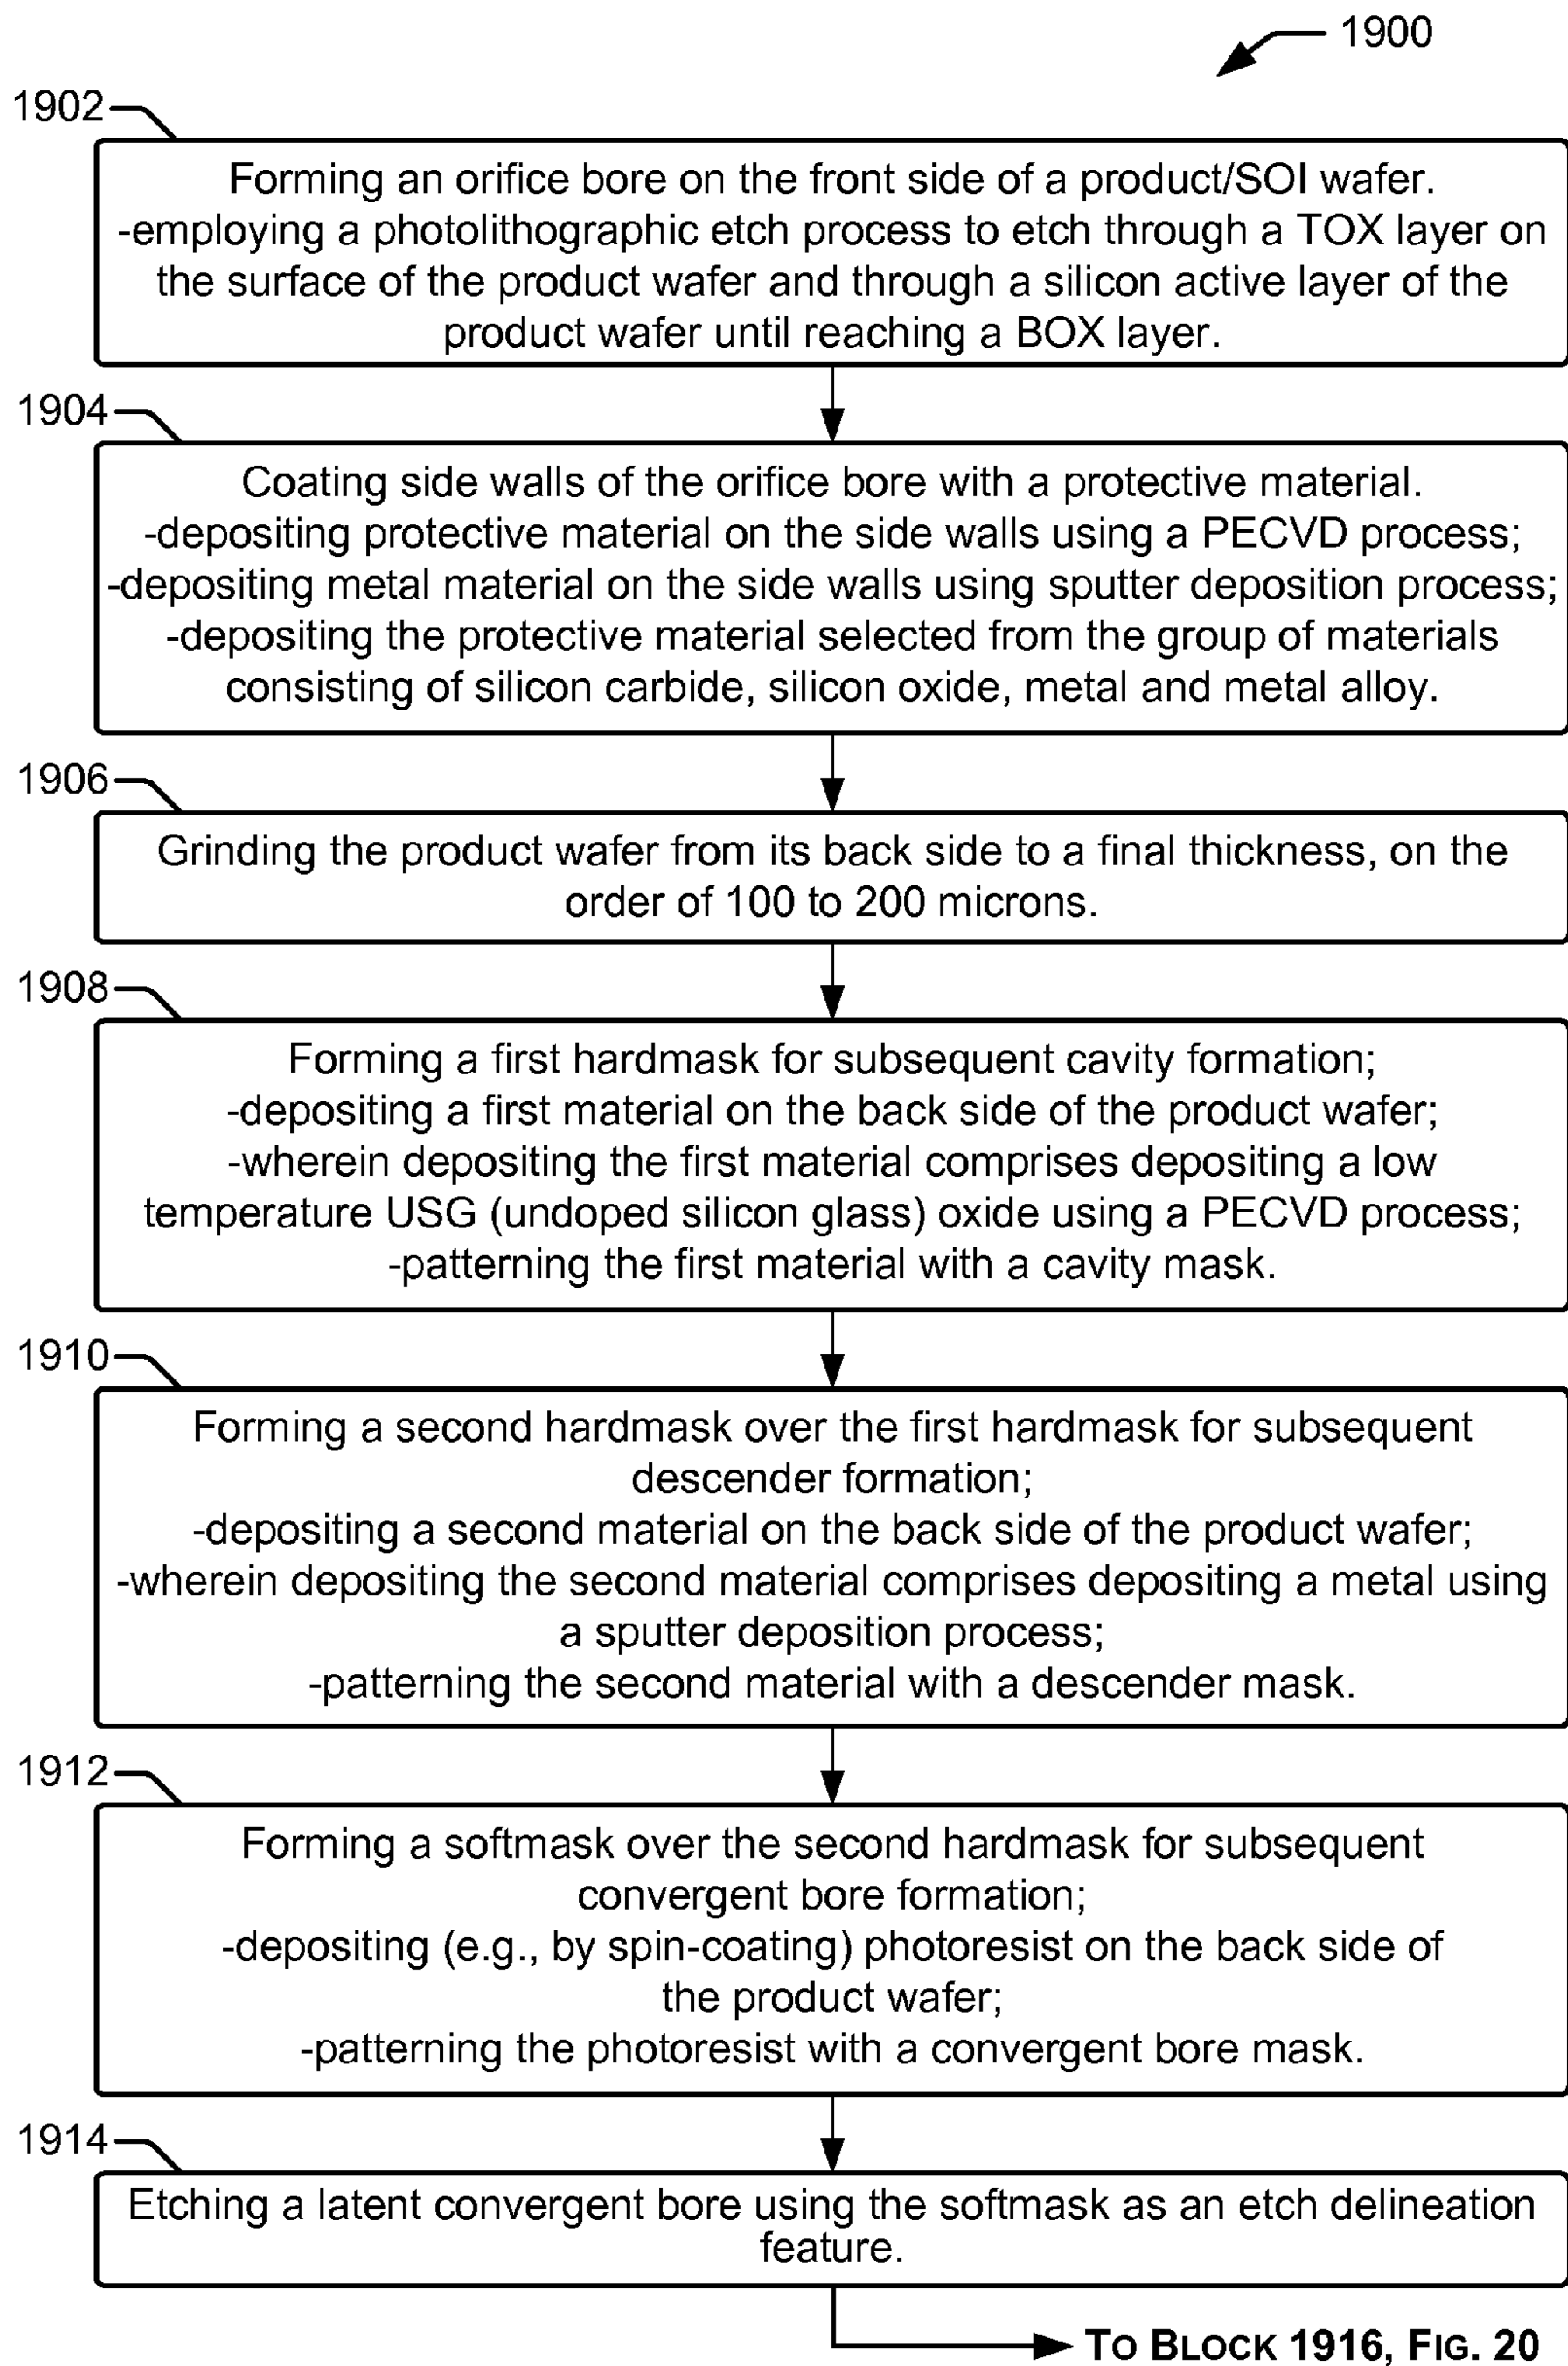 1900
1902
Forming an orifice bore on the front side of a product/SOI wafer.
-employing a photolithographic etch process to etch through a TOX layer on
the surface of the product wafer and through a silicon active layer of the
product wafer until reaching a BOX layer.
1904
Coating side walls of the orifice bore with a protective material.
-depositing protective material on the side walls using a PECVD process;
-depositing metal material on the side walls using sputter deposition process;
-depositing the protective material selected from the group of materials
consisting of silicon carbide, silicon oxide, metal and metal alloy.
1906
Grinding the product wafer from its back side to a final thickness, on the
order of 100 to 200 microns.
1908
Forming a first hardmask for subsequent cavity formation;
-depositing a first material on the back side of the product wafer;
-wherein depositing the first material comprises depositing a low
temperature USG (undoped silicon glass) oxide using a PECVD process;
-patterning the first material with a cavity mask.
1910
Forming a second hardmask over the first hardmask for subsequent
descender formation;
-depositing a second material on the back side of the product wafer;
-wherein depositing the second material comprises depositing a metal using
a sputter deposition process;
-patterning the second material with a descender mask.
1912
Forming a softmask over the second hardmask for subsequent
convergent bore formation;
-depositing (e.g., by spin-coating) photoresist on the back side of
the product wafer;
-patterning the photoresist with a convergent bore mask.
1914
Etching a latent convergent bore using the softmask as an etch delineation
feature.
TO BLOCK 1916, FIG. 20